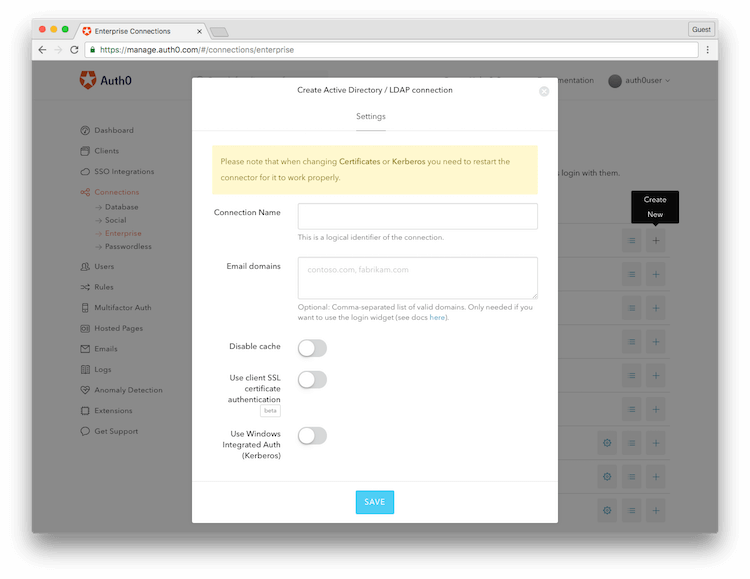 Enterprise Connections
Guest
https://manage.auth0.com/#/connections/enterprise
Auth0
mentation
auth0user
Dashboard
Clients
SSO Integrations
Connections
Database
Social
Enterprise
Passwordless
Users
Rules
Multifactor Auth
Hosted Pages
Emails
Logs
Anomaly Detection
Extensions
Get Support
Create Active Directory / LDAP connection
Settings
Please note that when changing Certificates or Kerberos you need to restart the
connector for it to work properly.
Connection Name
This is a logical identifier of the connection.
Email domains
contoso.com, fabrikam.com
Optional: Comma-separated list of valid domains. Only needed if you
want to use the login widget (see docs here).
Disable cache
Use client SSL
certificate
authentication
beta
Use Windows
Integrated Auth
(Kerberos)
SAVE
login with them.
Create
New